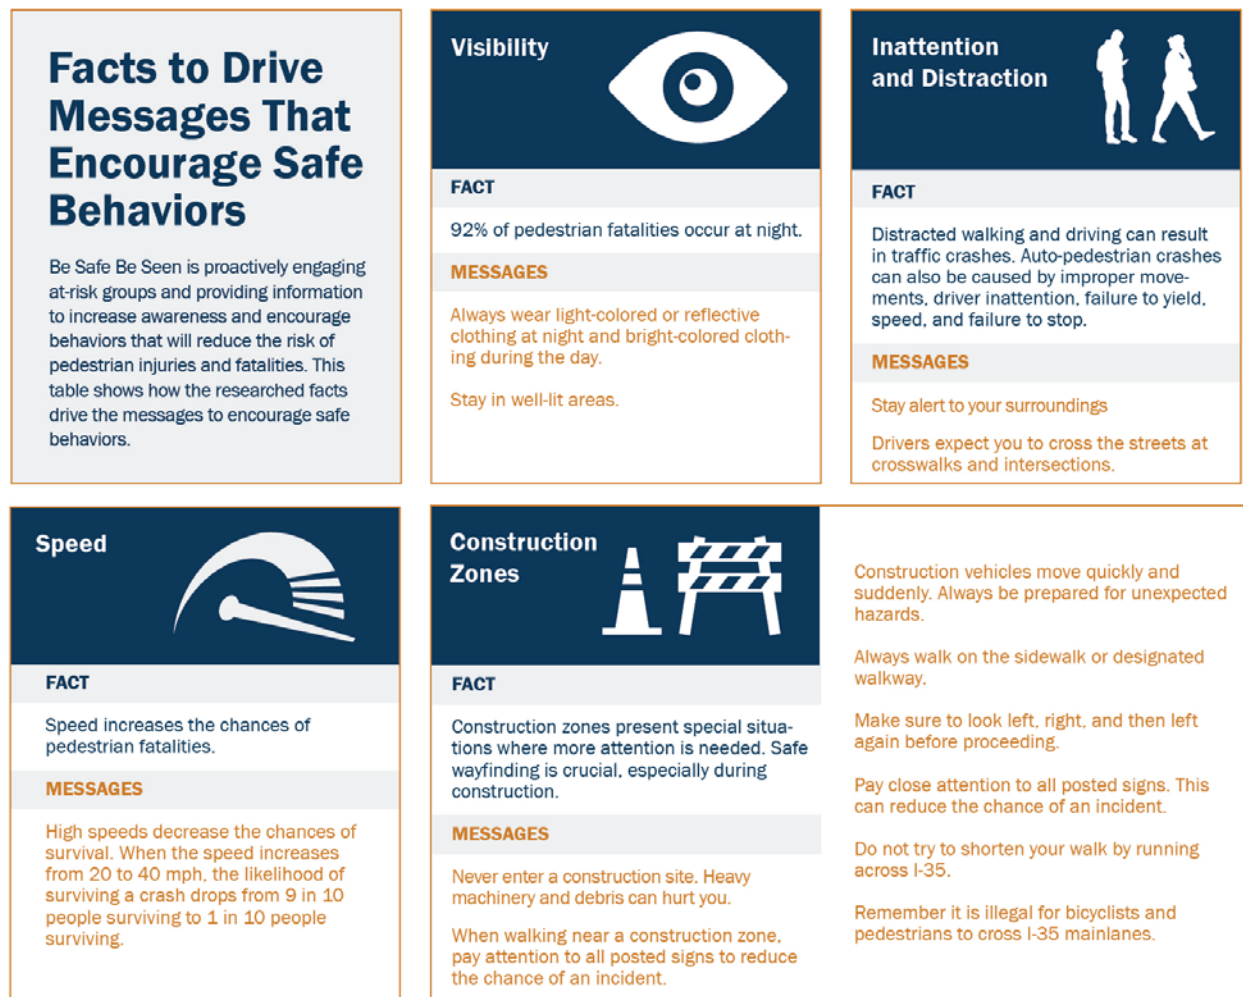 Facts to Drive
Messages That
Encourage Safe
Behaviors
Be Safe Be Seen is proactively engaging
at-risk groups and providing information
to increase awareness and encourage
behaviors that will reduce the risk of
pedestrian injuries and fatalities. This
table shows how the researched facts
drive the messages to encourage safe
behaviors.
Visibility
FACT
92% of pedestrian fatalities occur at night.
MESSAGES
Always wear light-colored or reflective
clothing at night and bright-colored cloth-
ing during the day.
Stay in well-lit areas.
Inattention
and Distraction
FACT
Distracted walking and driving can result
in traffic crashes. Auto-pedestrian crashes
can also be caused by improper move-
ments, driver inattention, failure to yield,
speed, and failure to stop.
MESSAGES
Stay alert to your surroundings
Drivers expect you to cross the streets at
crosswalks and intersections.
Speed
FACT
Speed increases the chances of
pedestrian fatalities.
MESSAGES
High speeds decrease the chances of
survival. When the speed increases
from 20 to 40 mph, the likelihood of
surviving a crash drops from 9 in 10
people surviving to 1 in 10 people
surviving.
Construction
Zones
FACT
Construction zones present special situa-
tions where more attention is needed. Safe
wayfinding is crucial, especially during
construction.
MESSAGES
Never enter a construction site. Heavy
machinery and debris can hurt you.
When walking near a construction zone,
pay attention to all posted signs to reduce
the chance of an incident.
Construction vehicles move quickly and
suddenly. Always be prepared for unexpected
hazards.
Always walk on the sidewalk or designated
walkway.
Make sure to look left, right, and then left
again before proceeding.
Pay close attention to all posted signs. This
can reduce the chance of an incident.
Do not try to shorten your walk by running
across I-35.
Remember it is illegal for bicyclists and
pedestrians to cross I-35 mainlanes.